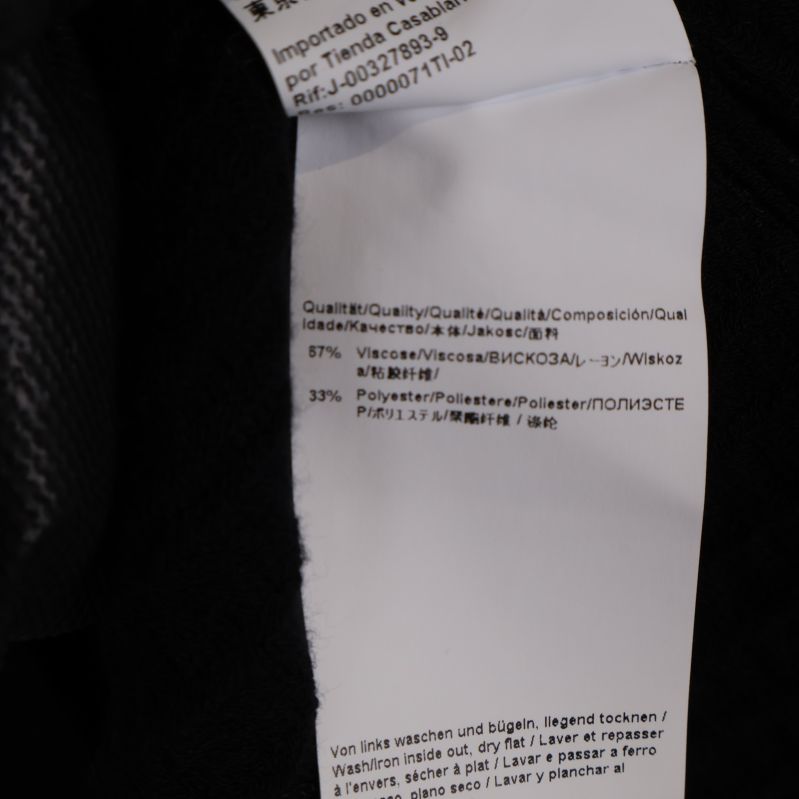 東京
Importado en
por Tienda Casablan
Rif:J-00327893-9
0000071TI-02
Qualität/Quality/Qualité/Qualità/Composición/Qual
idade/Качество/本体/Jakosc/面料
67% Viscose/Viscosa/ВИСКОЗА/レーヨン/Wiskoz
a/粘胶纤维/
33% Polyester/Poliestere/Poliester/ПОЛИЭСТЕ
Р/ポリエステル/聚酯纤维 / 涤纶
Von links waschen und bügeln, liegend tocknen /
Wash/Iron inside out, dry flat / Laver et repasser
à l'envers, sécher à plat / Lavar e passar a ferro
plano seco / Lavar y planchar al